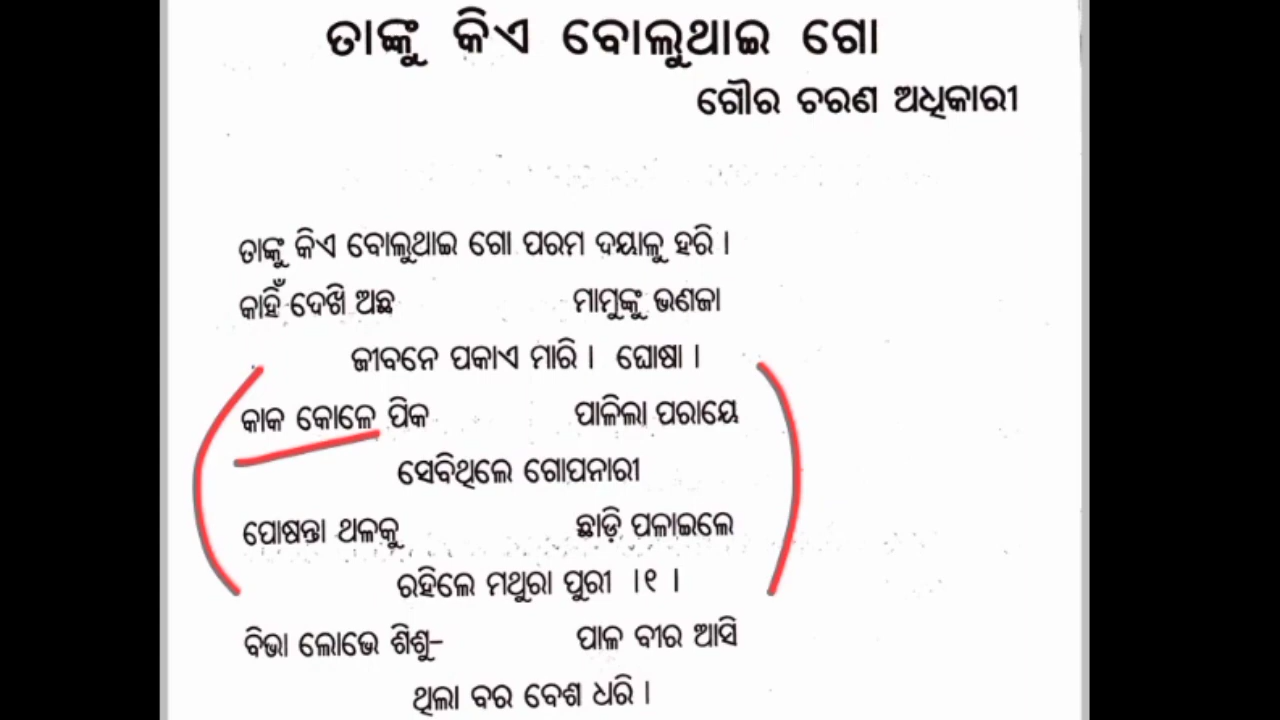 ତାଙ୍କୁ କିଏ ବୋଲୁଥାଇ ଗୋ
ଗୌର ଚରଣ ଅଧିକାରୀ
ତାଙ୍କୁ କିଏ ବୋଲୁଥାଇ ଗୋ ପରମ ଦୟାଳୁ ହରି ।
କାହିଁ ଦେଖି ଅଛ ମାମୁଙ୍କୁ ଭଣଜା
ଜୀବନେ ପକାଏ ମାରି । ଘୋଷା ।
କାକ କୋଳେ ପିକ ପାଳିଲା ପରାୟେ
ସେବିଥିଲେ ଗୋପନାରୀ
ପୋଷନ୍ତା ଥଳକୁ ଛାଡ଼ି ପଳାଇଲେ
ରହିଲେ ମଥୁରା ପୁରୀ ।୧ ।
ବିଭା ଲୋଭେ ଶିଶୁ- ପାଳ ବୀର ଆସି
ଥିଲା ବର ବେଶ ଧରି ।